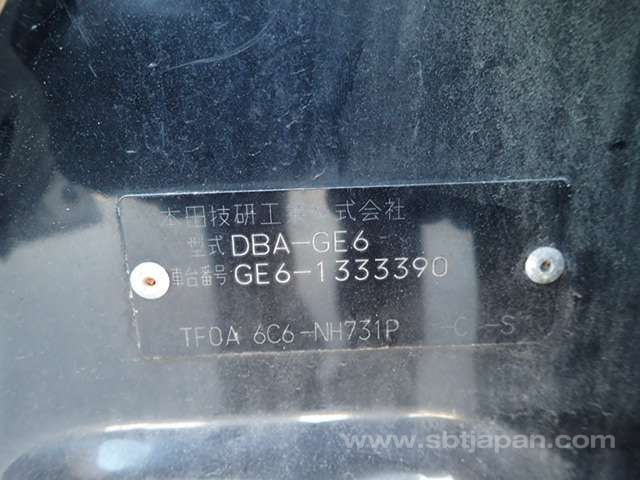 本田技研工業株式会社
型式 DBA-GE6
車台番号 GE6-1333390
TF0A 6C6-NH731P -C -S
www.sbtjapan.com